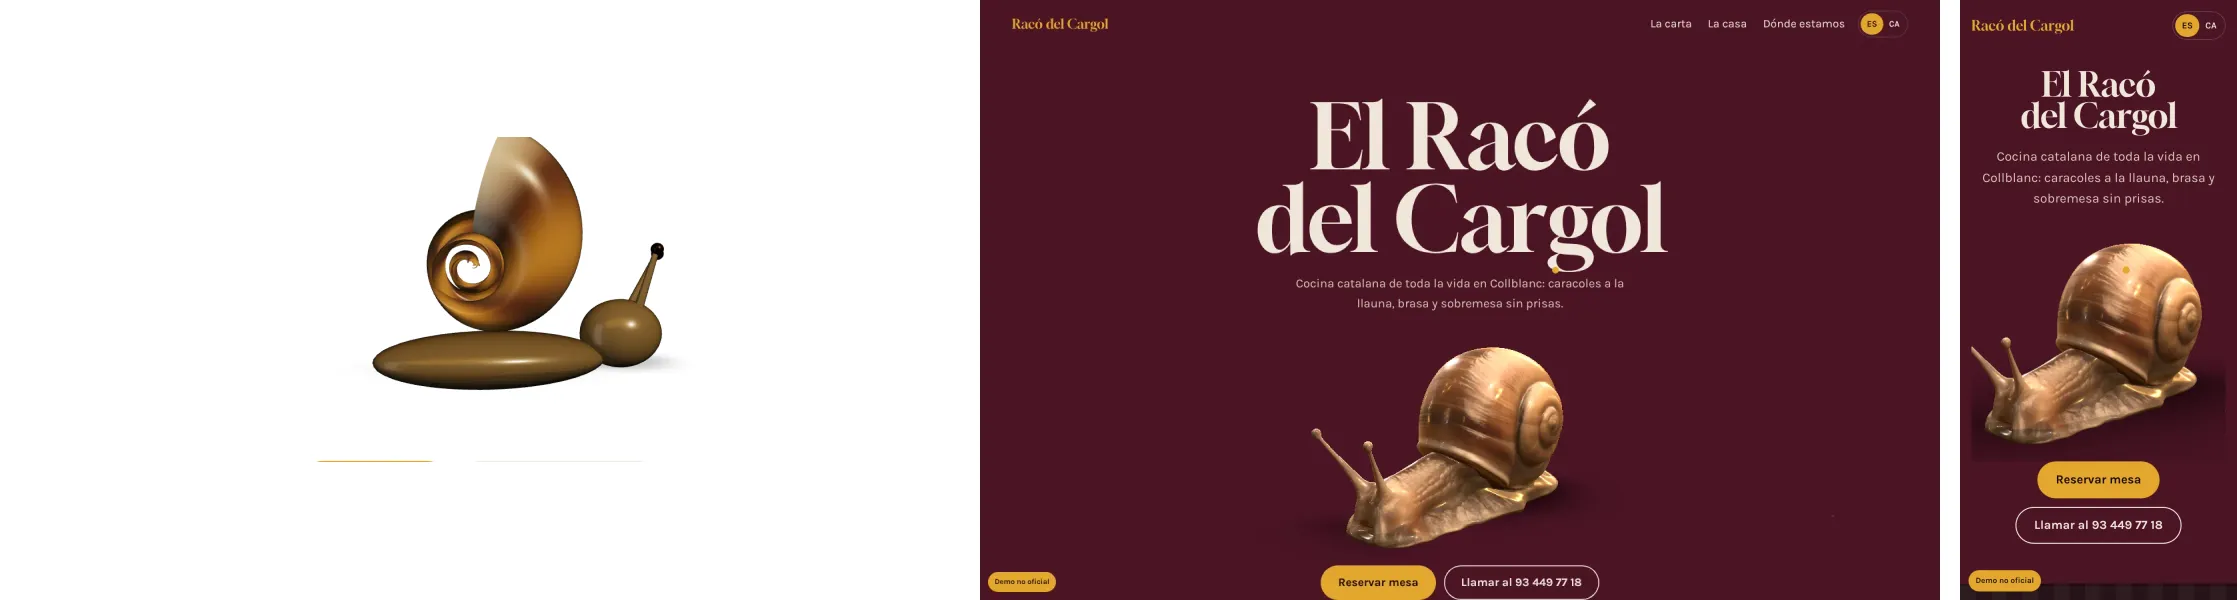 Racó del Cargol
La carta
La casa
Dónde estamos
ES
CA
El Racó
del Cargol
Cocina catalana de toda la vida en Collblanc: caracoles a la
llauna, brasa y sobremesa sin prisas.
Reservar mesa
Llamar al 93 449 77 18
Demo no oficial
Racó del Cargol
ES
CA
El Racó
del Cargol
Cocina catalana de toda la vida en
Collblanc: caracoles a la llauna, brasa y
sobremesa sin prisas.
Reservar mesa
Llamar al 93 449 77 18
Demo no oficial